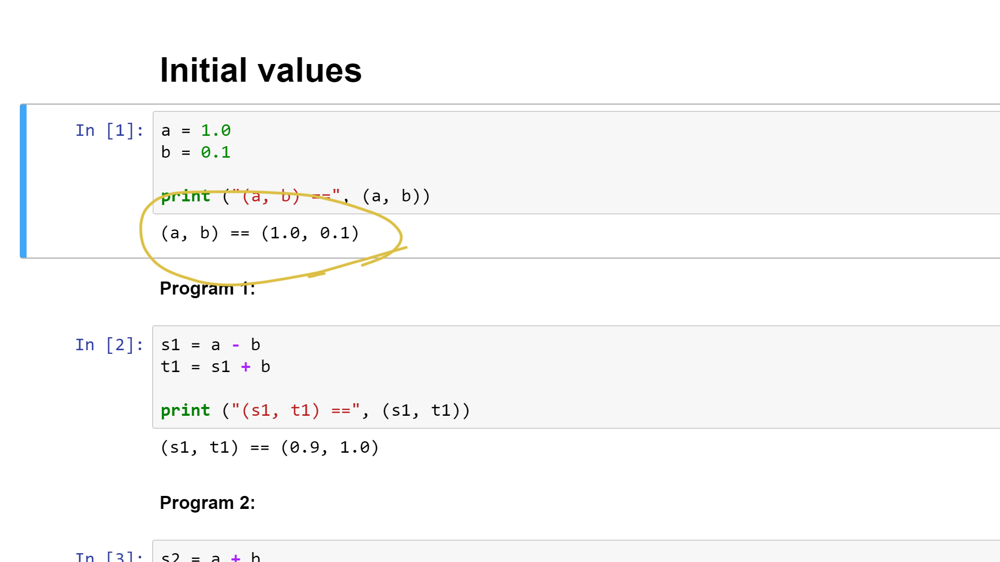 Initial values
In [1]:
a = 1.0
b = 0.1
print ("(a, b) ==", (a, b))
(a, b) == (1.0, 0.1)
Program 1:
In [2]:
s1 = a - b
t1 = s1 + b
print ("(s1, t1) ==", (s1, t1))
(s1, t1) == (0.9, 1.0)
Program 2:
In [3]:
s2 = a + b